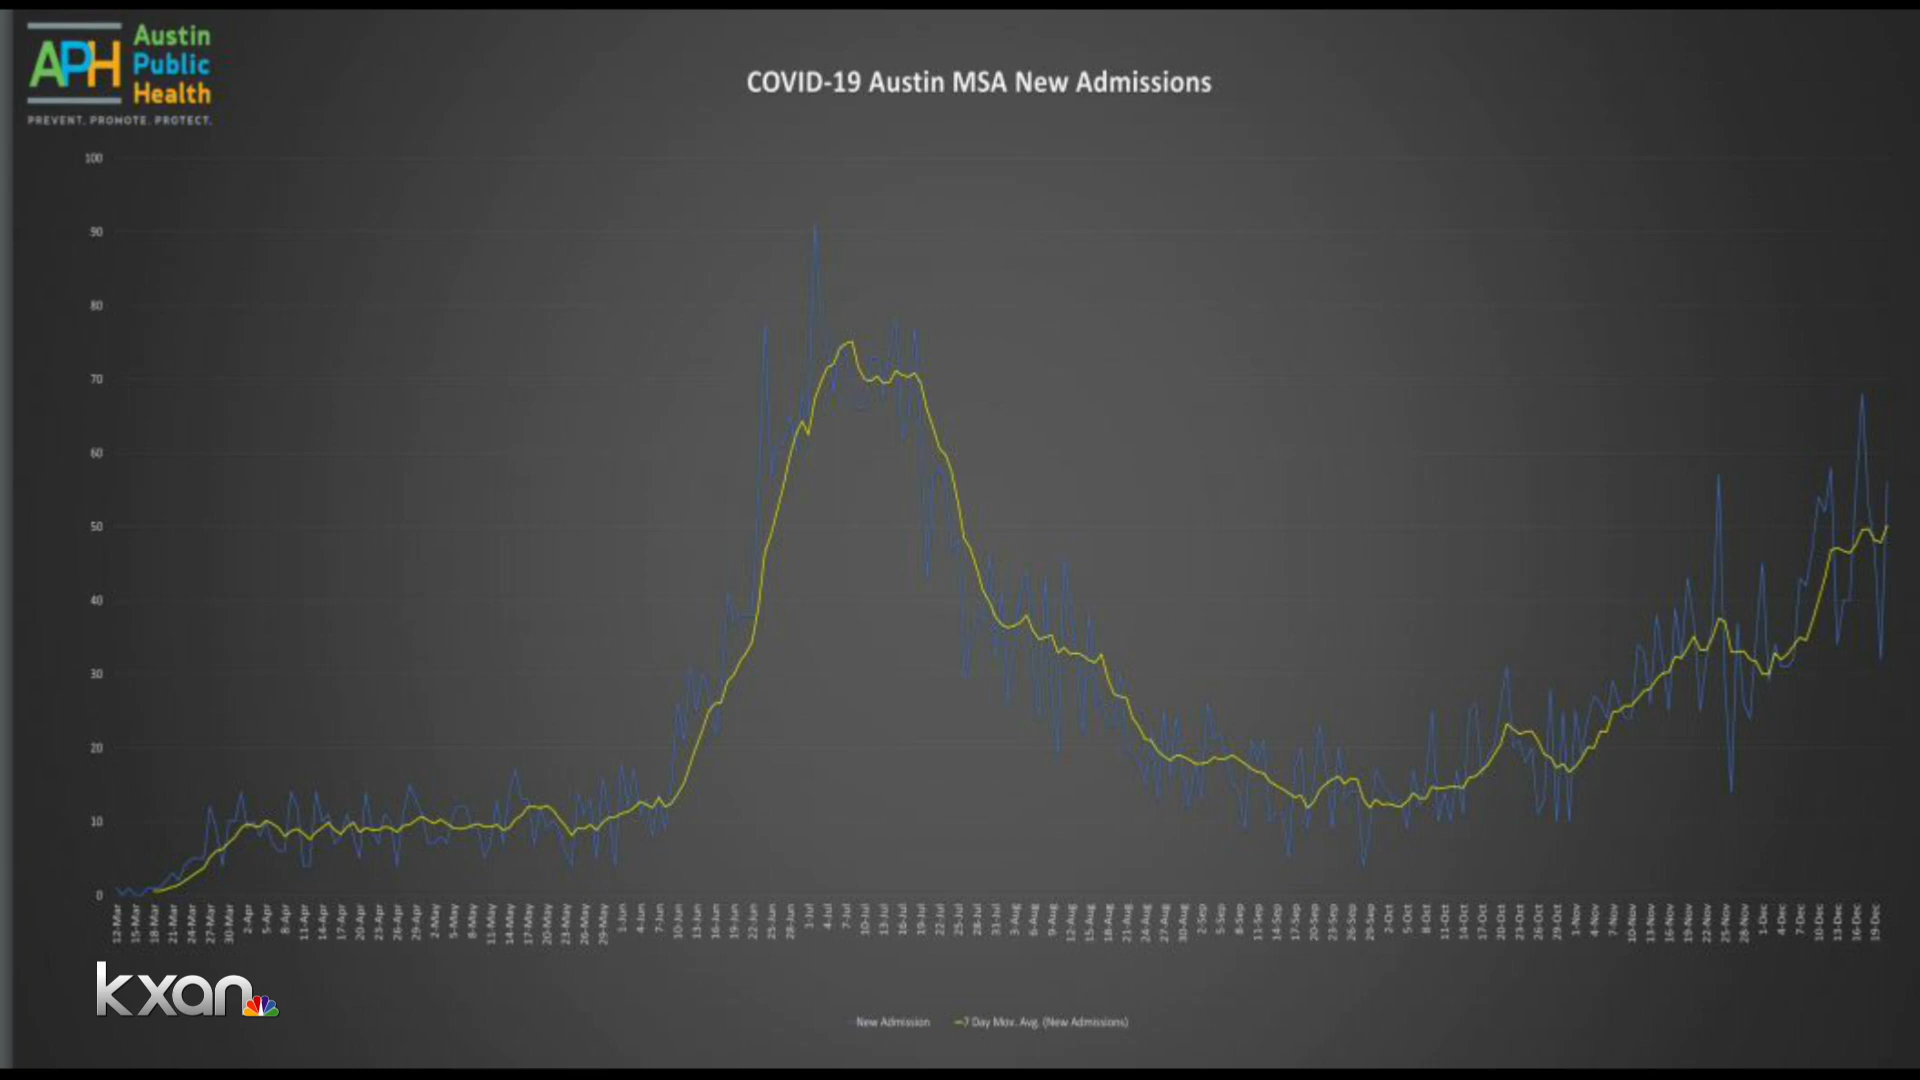 APH
Austin
Public
Health
PREVENT. PROMOTE. PROTECT.
COVID-19 Austin MSA New Admissions
100
90
80
70
60
50
40
30
20
10
0
12-Mar
15-Mar
18-Mar
21-Mar
24-Mar
27-Mar
30-Mar
2-Apr
5-Apr
8-Apr
11-Apr
14-Apr
17-Apr
20-Apr
23-Apr
26-Apr
29-Apr
2-May
5-May
8-May
11-May
14-May
17-May
20-May
23-May
26-May
29-May
1-Jun
4-Jun
7-Jun
10-Jun
13-Jun
16-Jun
19-Jun
22-Jun
25-Jun
28-Jun
1-Jul
4-Jul
7-Jul
10-Jul
13-Jul
16-Jul
19-Jul
22-Jul
25-Jul
28-Jul
31-Jul
3-Aug
6-Aug
9-Aug
12-Aug
15-Aug
18-Aug
21-Aug
24-Aug
27-Aug
30-Aug
2-Sep
5-Sep
8-Sep
11-Sep
14-Sep
17-Sep
20-Sep
23-Sep
26-Sep
29-Sep
2-Oct
5-Oct
8-Oct
11-Oct
14-Oct
17-Oct
20-Oct
23-Oct
26-Oct
29-Oct
1-Nov
4-Nov
7-Nov
10-Nov
13-Nov
16-Nov
19-Nov
22-Nov
25-Nov
28-Nov
1-Dec
4-Dec
7-Dec
10-Dec
13-Dec
16-Dec
19-Dec
kxan
New Admission
7 Day Mov. Avg. (New Admissions)